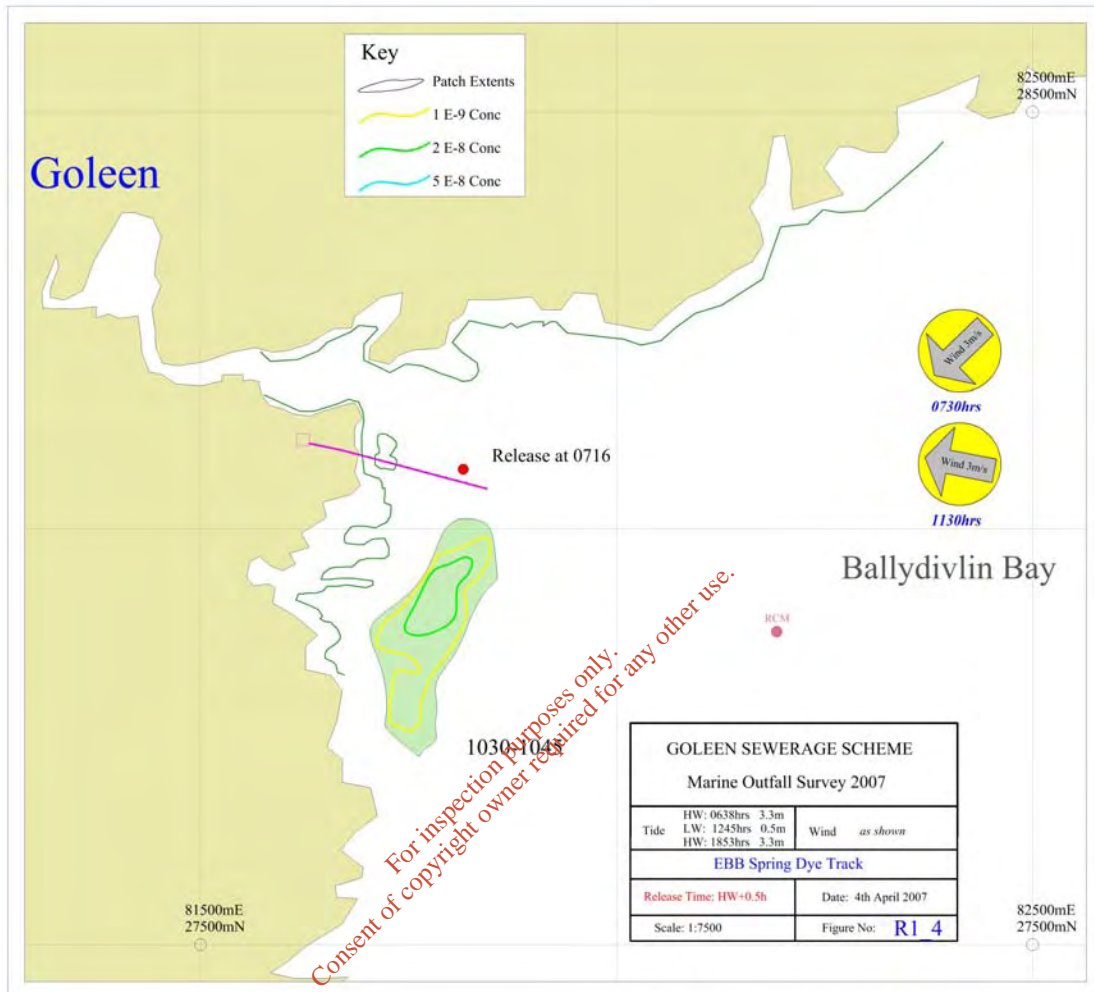 Key
Patch Extents
1 E-9 Conc
2 E-8 Conc
5 E-8 Conc
82500mE
28500mN
Goleen
Wind 3m/s
0730hrs
Release at 0716
Wind 3m/s
1130hrs
Ballydivlin Bay
RCM
1030-1045
For inspection purposes only.
Consent of copyright owner required for any other use.
GOLEEN SEWERAGE SCHEME
Marine Outfall Survey 2007
Tide
HW: 0638hrs 3.3m
LW: 1245hrs 0.5m
HW: 1853hrs 3.3m
Wind as shown
EBB Spring Dye Track
Release Time: HW+0.5h
Date: 4th April 2007
Scale: 1:7500
Figure No: R1_4
81500mE
27500mN
82500mE
27500mN